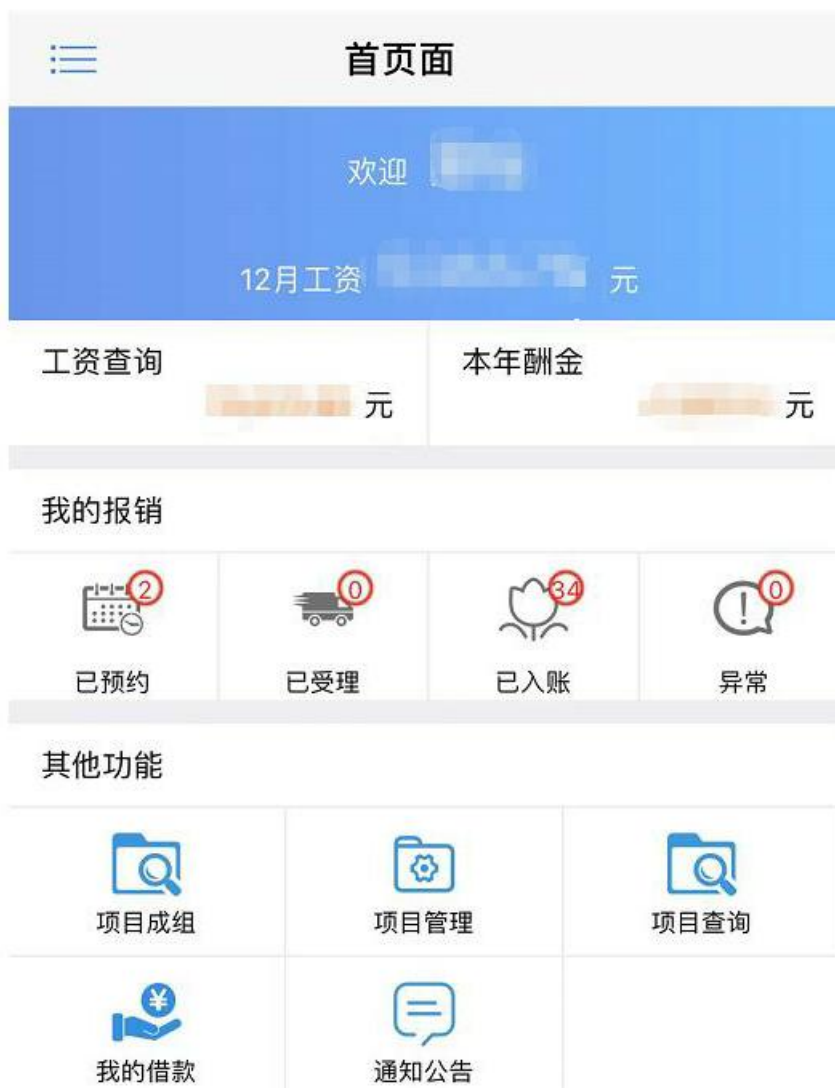 首页面
欢迎
12月工资 元
工资查询 本年酬金
元 元
我的报销
2 0 34 0
已预约 已受理 已入账 异常
其他功能
项目成组 项目管理 项目查询
¥
我的借款 通知公告